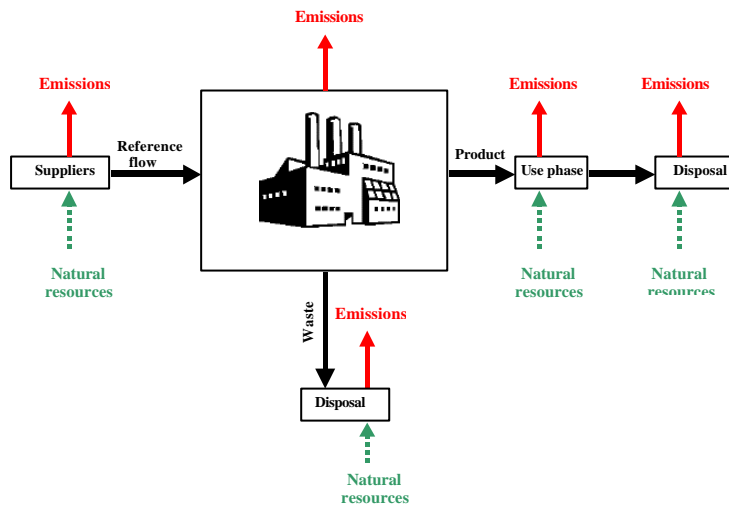 Emissions
Emissions
Emissions
Emissions
Reference
flow
Product
Suppliers
Use phase
Disposal
Natural
resources
Natural
resources
Natural
resources
Waste
Emissions
Disposal
Natural
resources